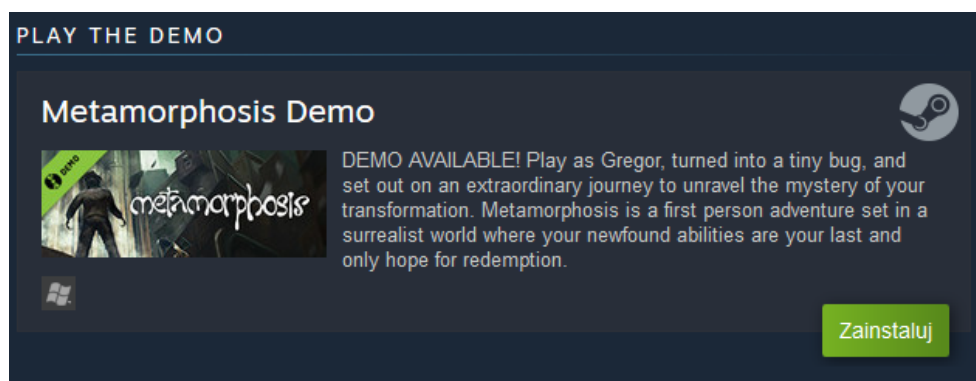 PLAY THE DEMO
Metamorphosis Demo
DEMO
metamorphosis
DEMO AVAILABLE! Play as Gregor, turned into a tiny bug, and
set out on an extraordinary journey to unravel the mystery of your
transformation. Metamorphosis is a first person adventure set in a
surrealist world where your newfound abilities are your last and
only hope for redemption.
Zainstaluj